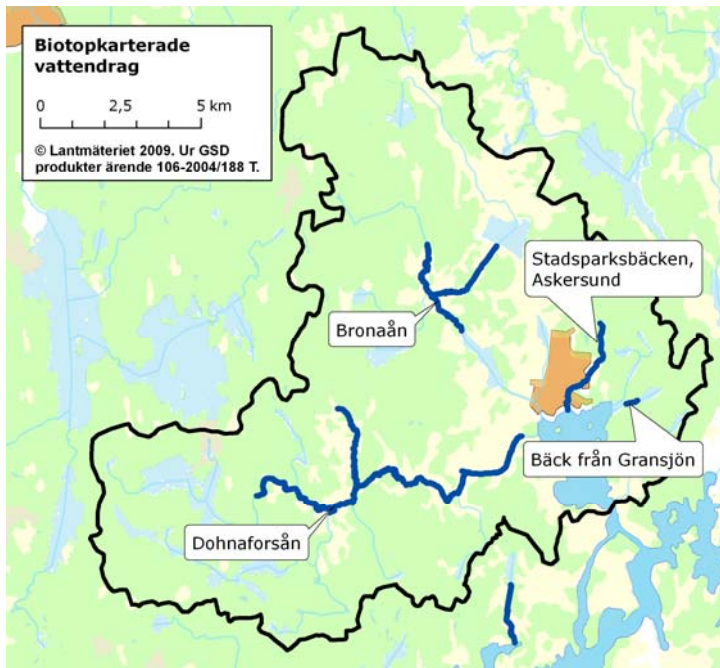 Biotopkarterade
vattendrag
0 2,5 5 km
© Lantmäteriet 2009. Ur GSD
produkter ärende 106-2004/188 T.
Stadsparksbäcken,
Askersund
Bronaån
Bäck från Gransjön
Dohnaforsån